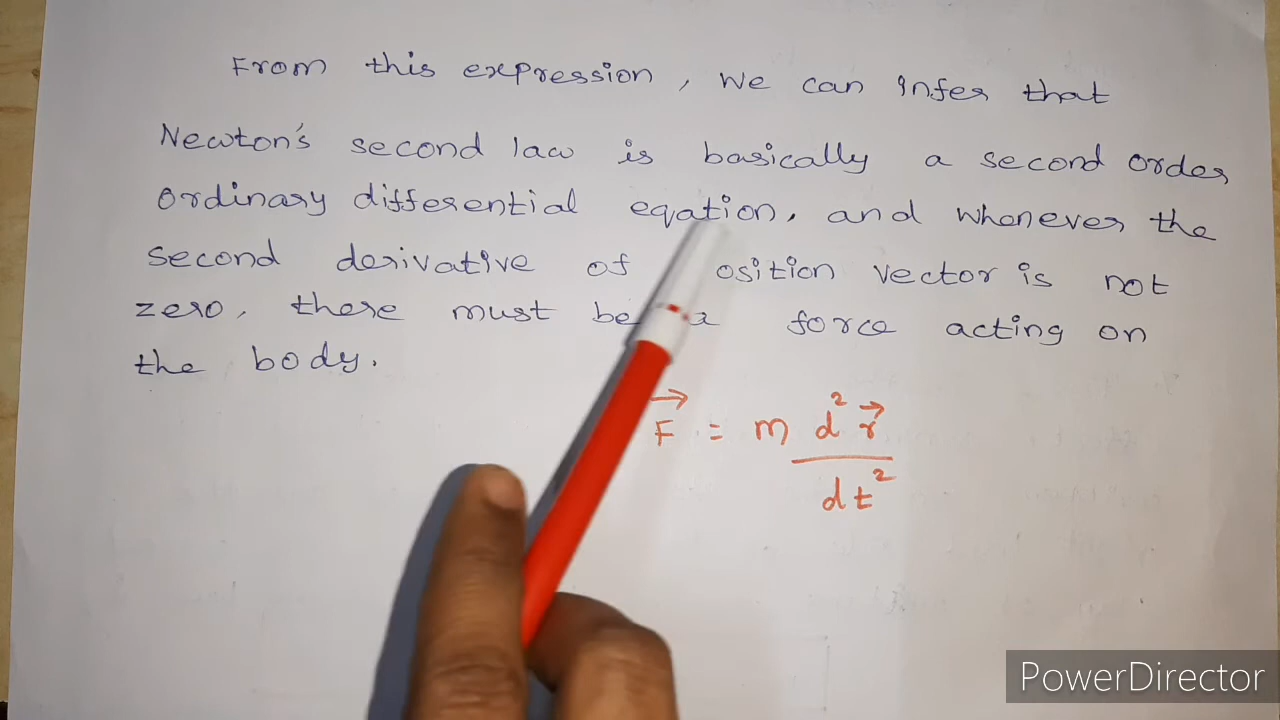 From this expression, we can infer that
Newton's second law is basically a second order
ordinary differential eqation, and whenever the
second derivative of osition vector is not
zero, there must be a force acting on
the body.
F⃗ = m d²r⃗ / dt²
PowerDirector